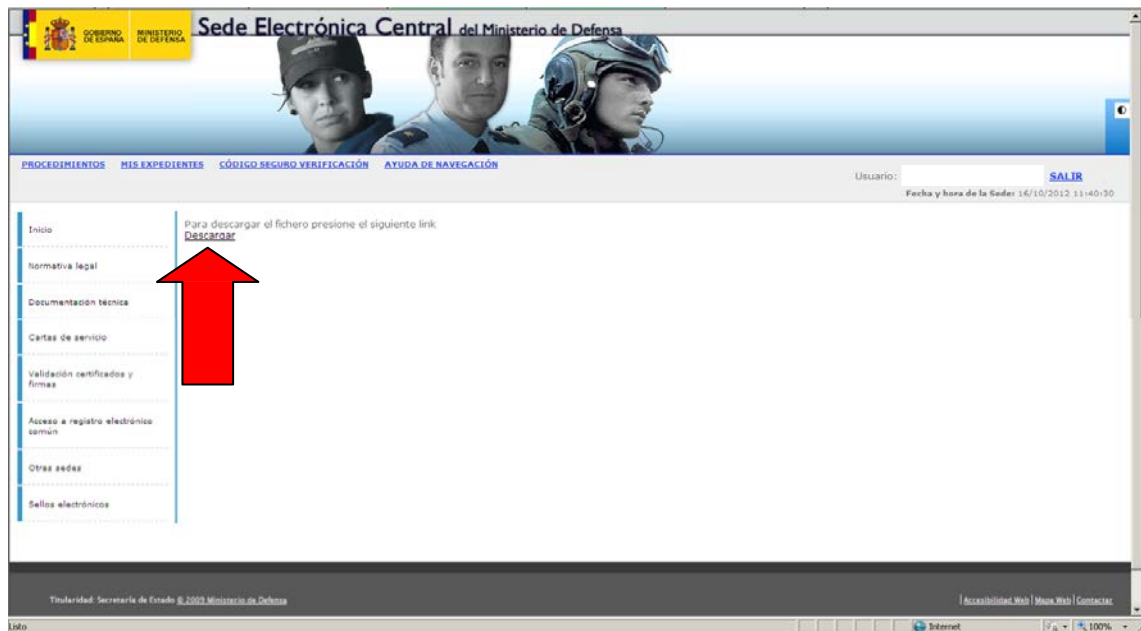 GOBIERNO DE ESPAÑA
MINISTERIO DE DEFENSA
Sede Electrónica Central del Ministerio de Defensa
PROCEDIMIENTOS MIS EXPEDIENTES CÓDIGO SEGURO VERIFICACIÓN AYUDA DE NAVEGACIÓN
Usuario: SALIR
Fecha y hora de la Sede: 16/10/2012 11:40:30
Inicio
Para descargar el fichero presione el siguiente link
Descargar
Normativa legal
Documentación técnica
Cartas de servicio
Validación certificados y
firmas
Acceso a registro electrónico
común
Otras sedes
Sellos electrónicos
Titularidad: Secretaría de Estado © 2009 Ministerio de Defensa
| Accesibilidad Web | Mapa Web | Contactar
Listo Internet 100%